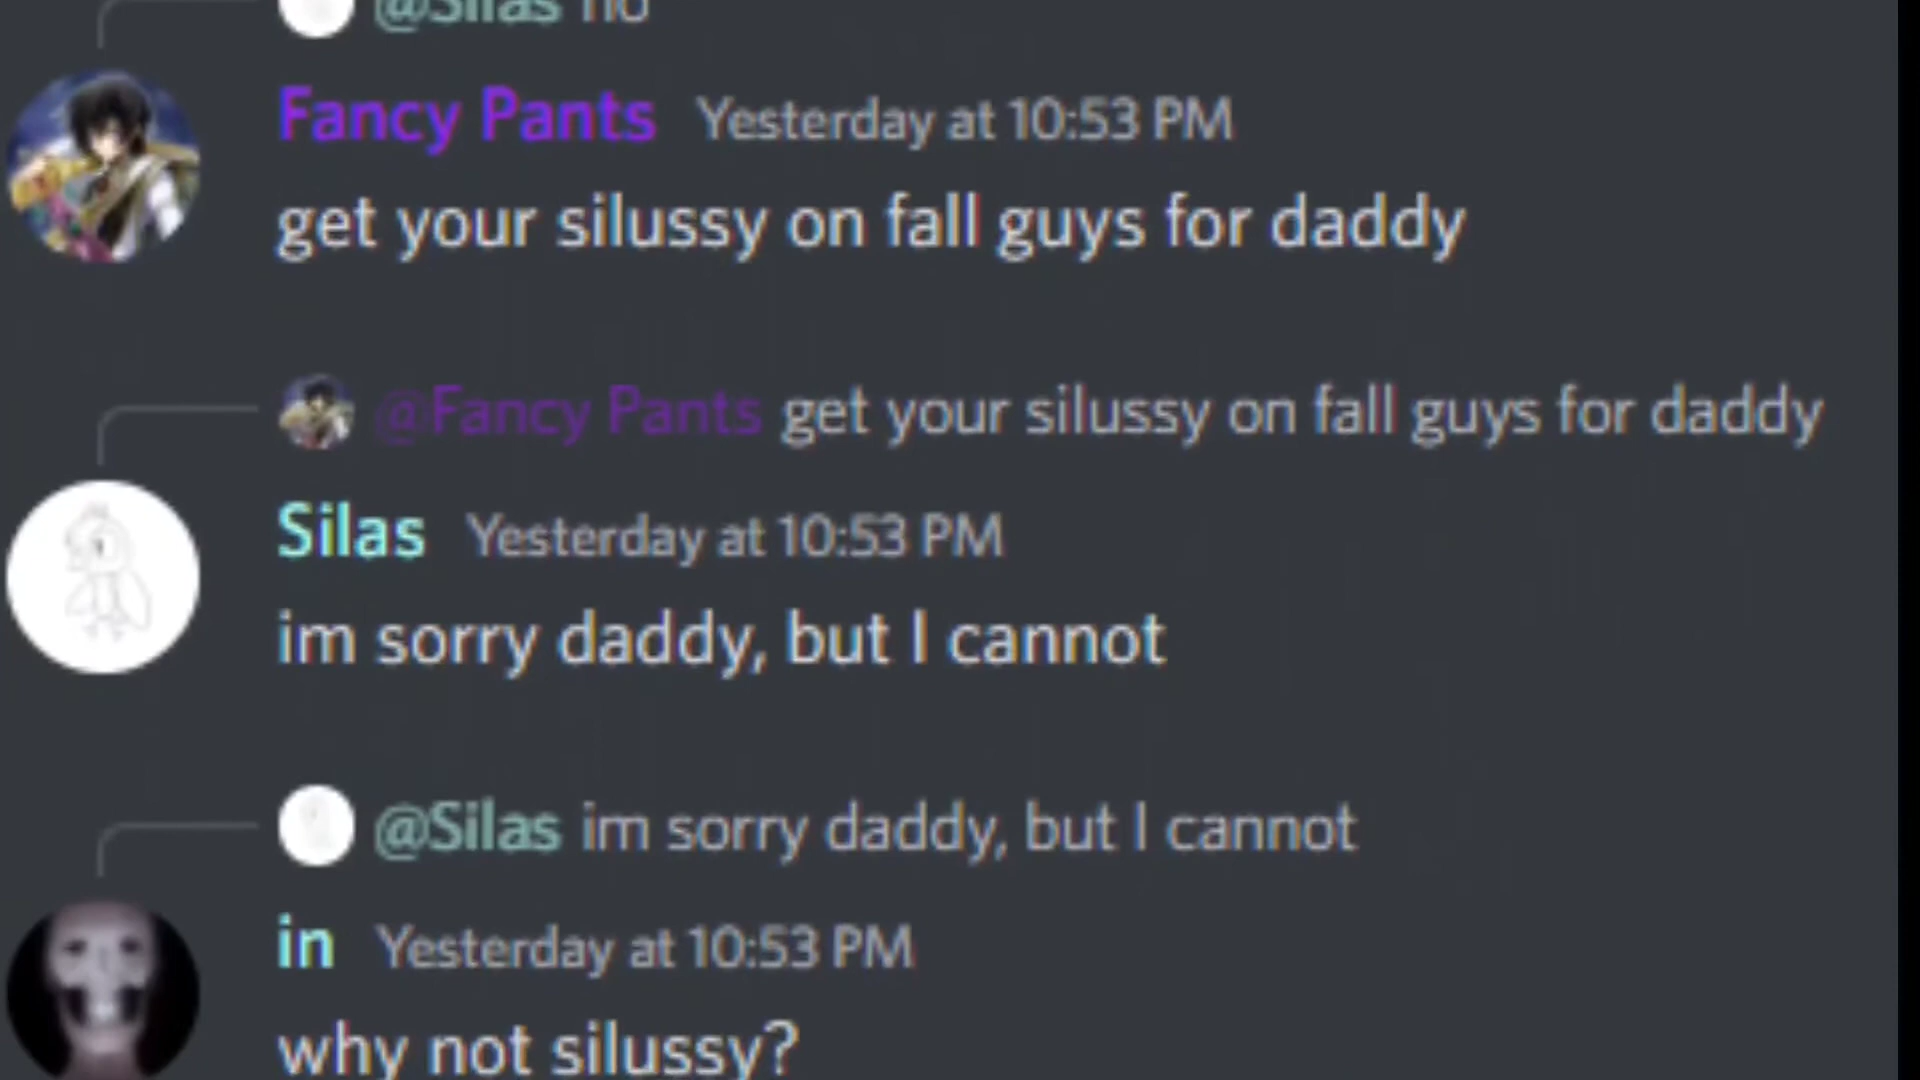 @Silas no
Fancy Pants Yesterday at 10:53 PM
get your silussy on fall guys for daddy
@Fancy Pants get your silussy on fall guys for daddy
Silas Yesterday at 10:53 PM
im sorry daddy, but I cannot
@Silas im sorry daddy, but I cannot
in Yesterday at 10:53 PM
why not silussy?